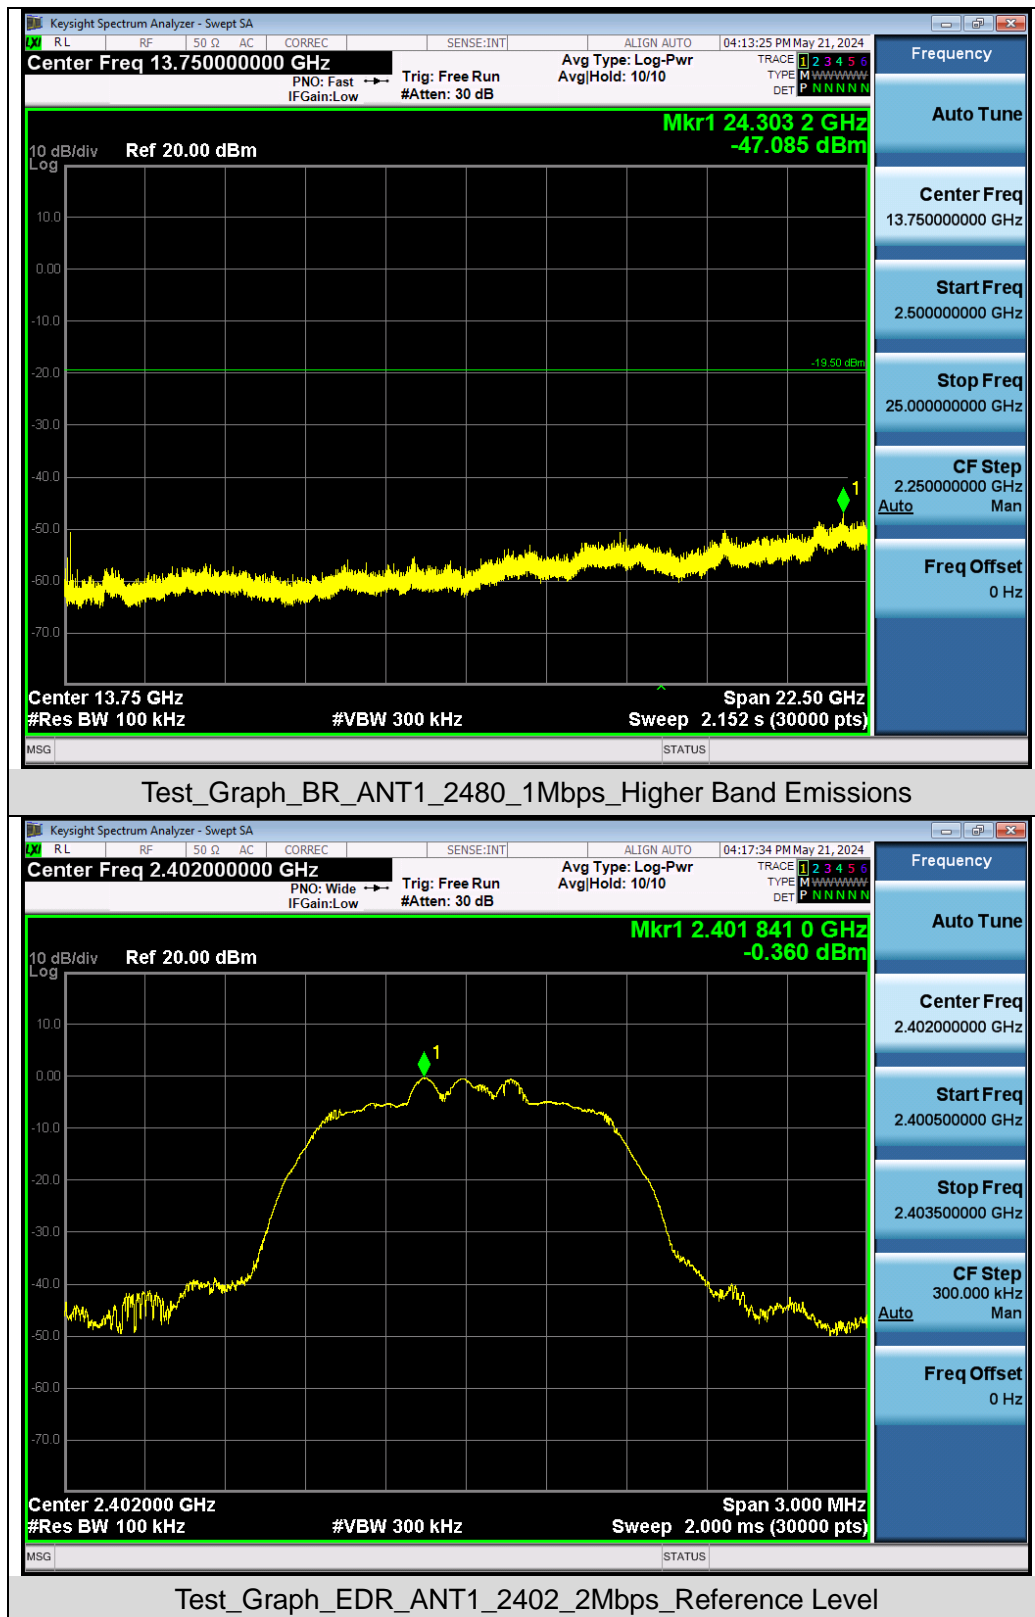 Keysight Spectrum Analyzer - Swept SA
LXI RL RF 50 Ω AC CORREC SENSE:INT ALIGN AUTO 04:13:25 PM May 21, 2024
Center Freq 13.750000000 GHz
PNO: Fast
IFGain:Low
Trig: Free Run
#Atten: 30 dB
Avg Type: Log-Pwr
Avg|Hold: 10/10
TRACE 1 2 3 4 5 6
TYPE M W W W W W
DET P N N N N N
Mkr1 24.303 2 GHz
-47.085 dBm
10 dB/div Ref 20.00 dBm
Log
10.0
0.00
-10.0
-19.50 dBm
-20.0
-30.0
-40.0
1
-50.0
-60.0
-70.0
Center 13.75 GHz Span 22.50 GHz
#Res BW 100 kHz #VBW 300 kHz Sweep 2.152 s (30000 pts)
MSG STATUS
Frequency
Auto Tune
Center Freq
13.750000000 GHz
Start Freq
2.500000000 GHz
Stop Freq
25.000000000 GHz
CF Step
2.250000000 GHz
Auto Man
Freq Offset
0 Hz
Test_Graph_BR_ANT1_2480_1Mbps_Higher Band Emissions
Keysight Spectrum Analyzer - Swept SA
LXI RL RF 50 Ω AC CORREC SENSE:INT ALIGN AUTO 04:17:34 PM May 21, 2024
Center Freq 2.402000000 GHz
PNO: Wide
IFGain:Low
Trig: Free Run
#Atten: 30 dB
Avg Type: Log-Pwr
Avg|Hold: 10/10
TRACE 1 2 3 4 5 6
TYPE M W W W W W
DET P N N N N N
Mkr1 2.401 841 0 GHz
-0.360 dBm
10 dB/div Ref 20.00 dBm
Log
10.0
1
0.00
-10.0
-20.0
-30.0
-40.0
-50.0
-60.0
-70.0
Center 2.402000 GHz Span 3.000 MHz
#Res BW 100 kHz #VBW 300 kHz Sweep 2.000 ms (30000 pts)
MSG STATUS
Frequency
Auto Tune
Center Freq
2.402000000 GHz
Start Freq
2.400500000 GHz
Stop Freq
2.403500000 GHz
CF Step
300.000 kHz
Auto Man
Freq Offset
0 Hz
Test_Graph_EDR_ANT1_2402_2Mbps_Reference Level